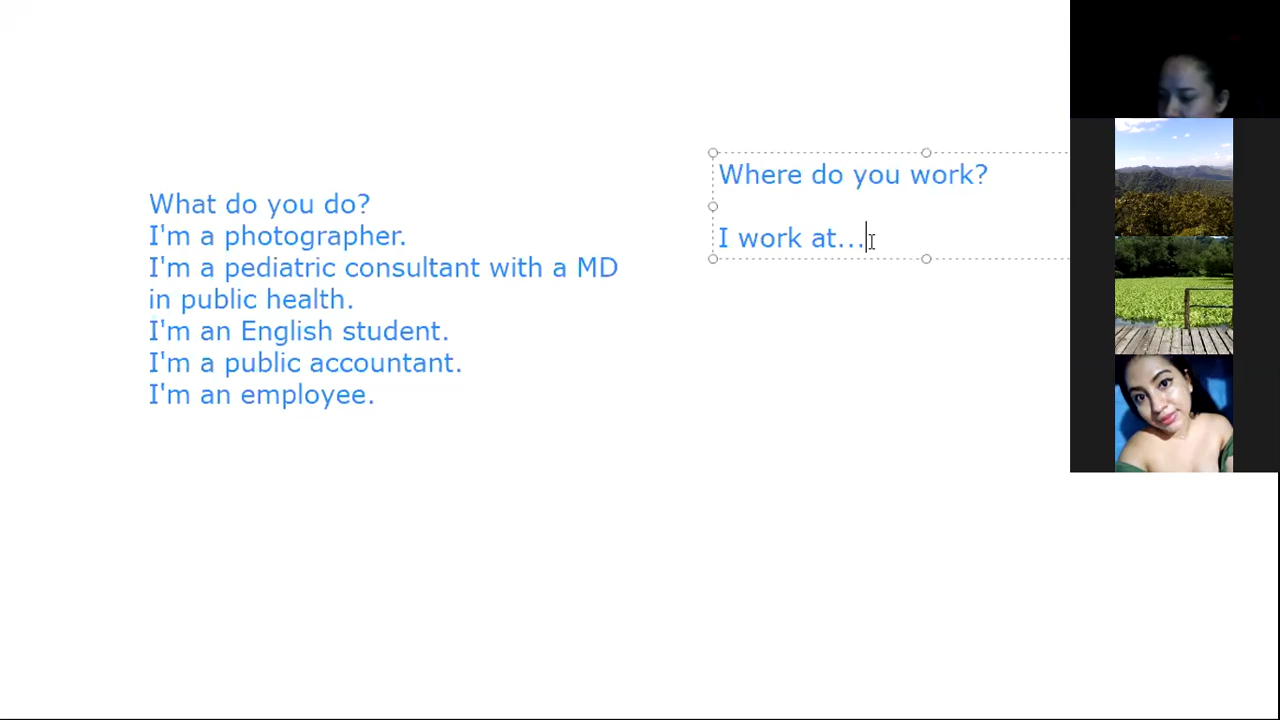 What do you do?
I'm a photographer.
I'm a pediatric consultant with a MD
in public health.
I'm an English student.
I'm a public accountant.
I'm an employee.
Where do you work?
I work at...